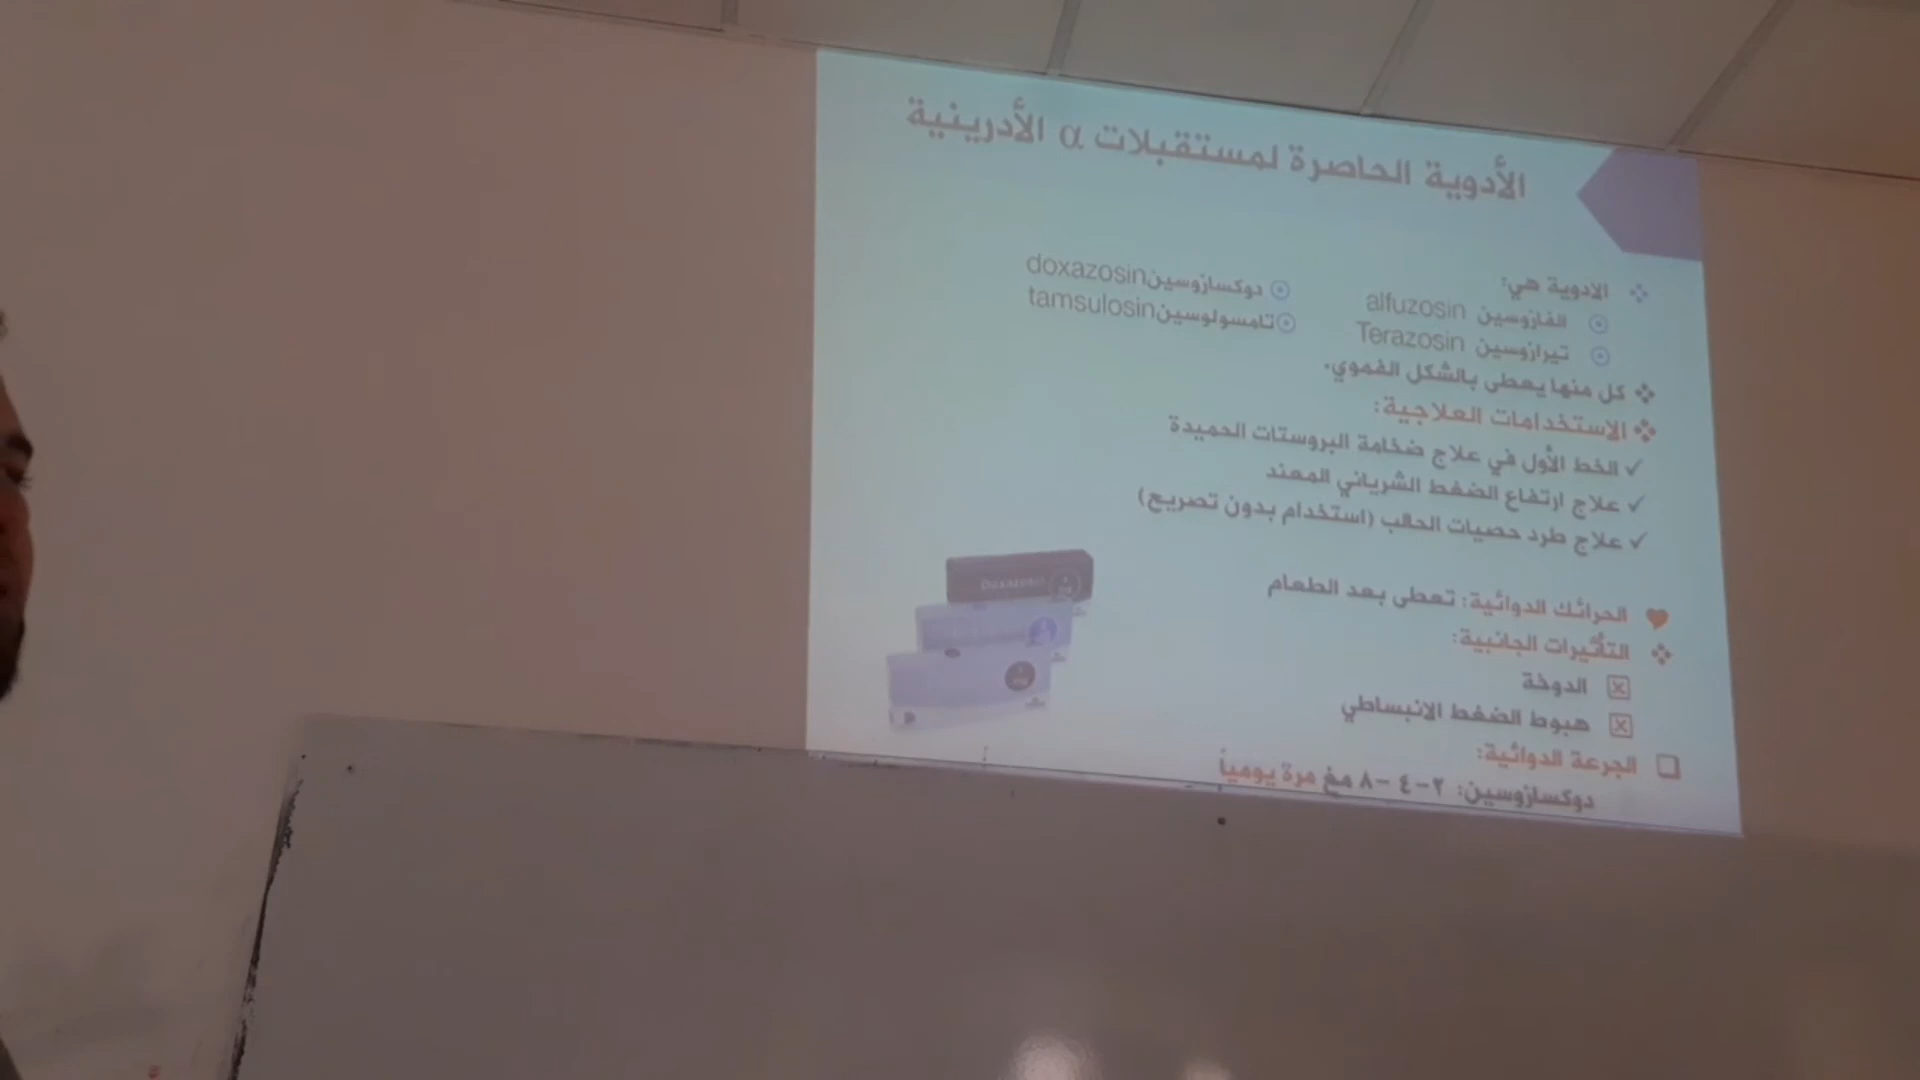 الأدوية الحاصرة لمستقبلات α الأدرينية
الادوية هي:
الفازوسين alfuzosin
دوكسازوسين doxazosin
تيرازوسين Terazosin
تامسولوسين tamsulosin
كل منها يعطى بالشكل الفموي.
الاستخدامات العلاجية:
الخط الأول في علاج ضخامة البروستات الحميدة
علاج ارتفاع الضغط الشرياني المعند
علاج طرد حصيات الحالب (استخدام بدون تصريح)
الحرائك الدوائية: تعطى بعد الطعام
التأثيرات الجانبية:
الدوخة
هبوط الضغط الانبساطي
الجرعة الدوائية:
دوكسازوسين: ٢-٤-٨ مغ مرة يومياً